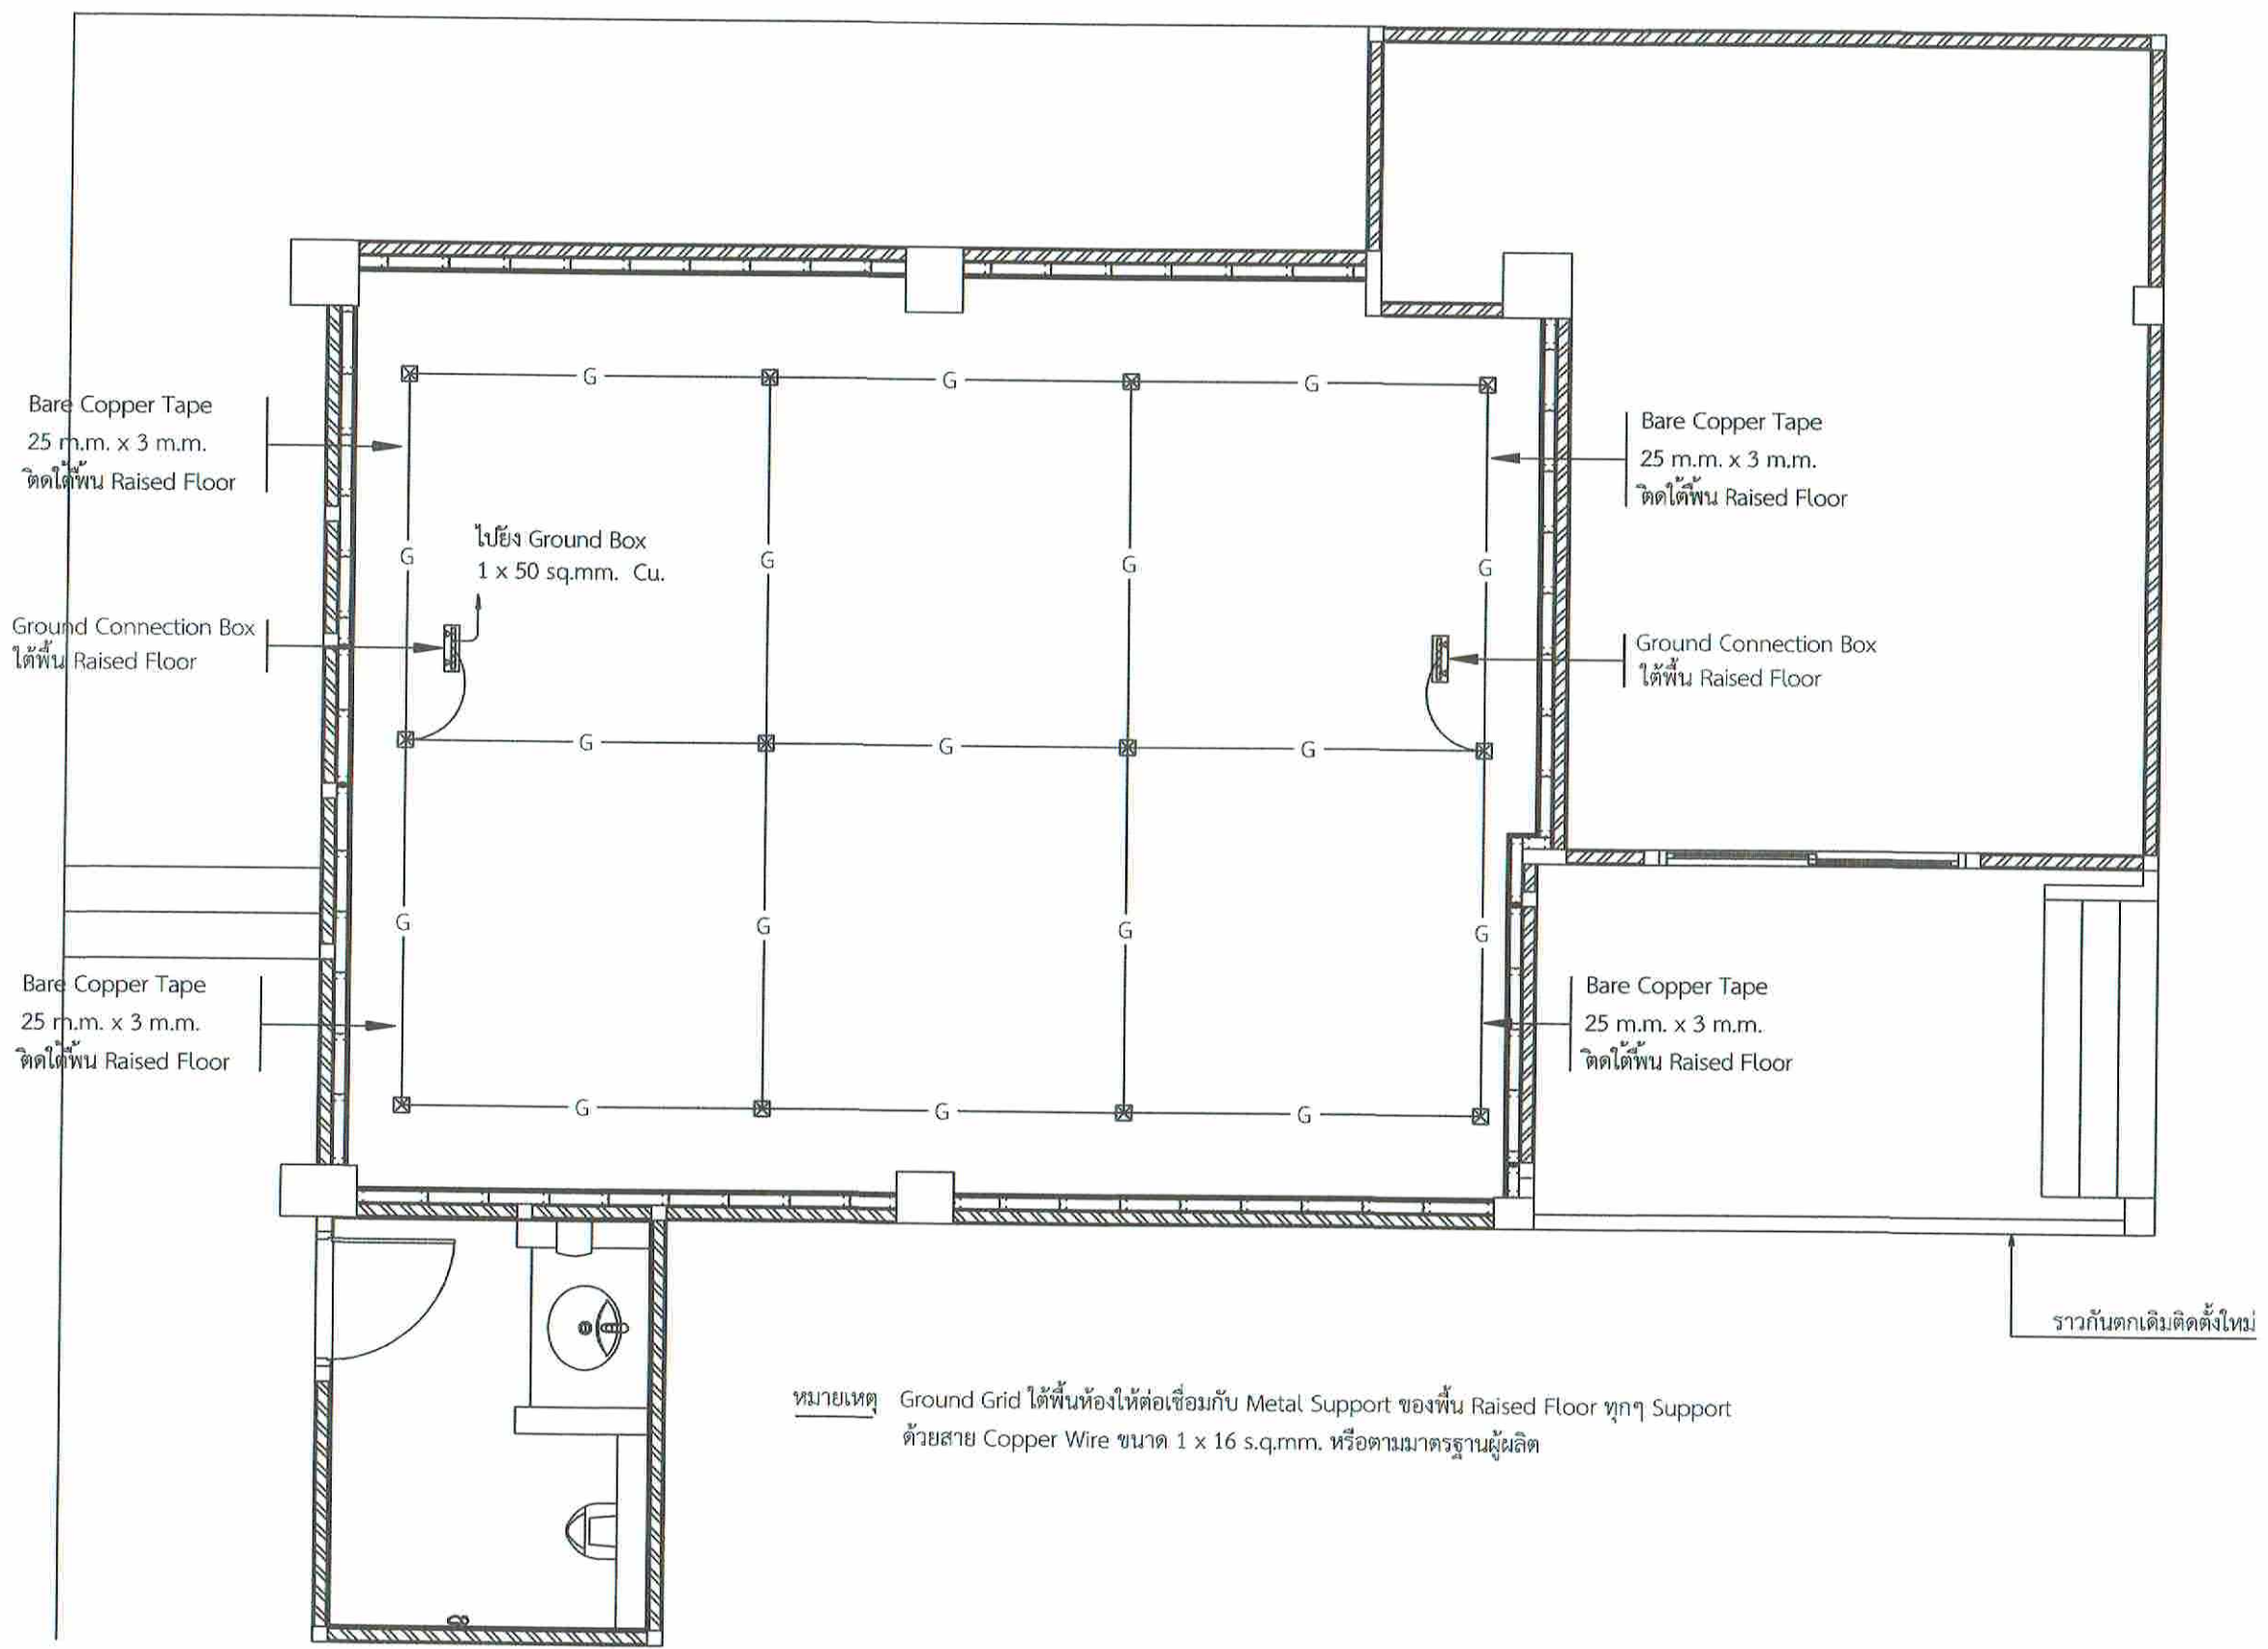 Bare Copper Tape
25 m.m. x 3 m.m.
ติดใต้พื้น Raised Floor
Bare Copper Tape
25 m.m. x 3 m.m.
ติดใต้พื้น Raised Floor
ไปยัง Ground Box
1 x 50 sq.mm. Cu.
Ground Connection Box
ใต้พื้น Raised Floor
Ground Connection Box
ใต้พื้น Raised Floor
G G G
G G G G
G G G
G G G G
G G G
Bare Copper Tape
25 m.m. x 3 m.m.
ติดใต้พื้น Raised Floor
Bare Copper Tape
25 m.m. x 3 m.m.
ติดใต้พื้น Raised Floor
ราวกันตกเดิมติดตั้งใหม่
หมายเหตุ Ground Grid ใต้พื้นห้องให้ต่อเชื่อมกับ Metal Support ของพื้น Raised Floor ทุกๆ Support
ด้วยสาย Copper Wire ขนาด 1 x 16 s.q.mm. หรือตามมาตรฐานผู้ผลิต